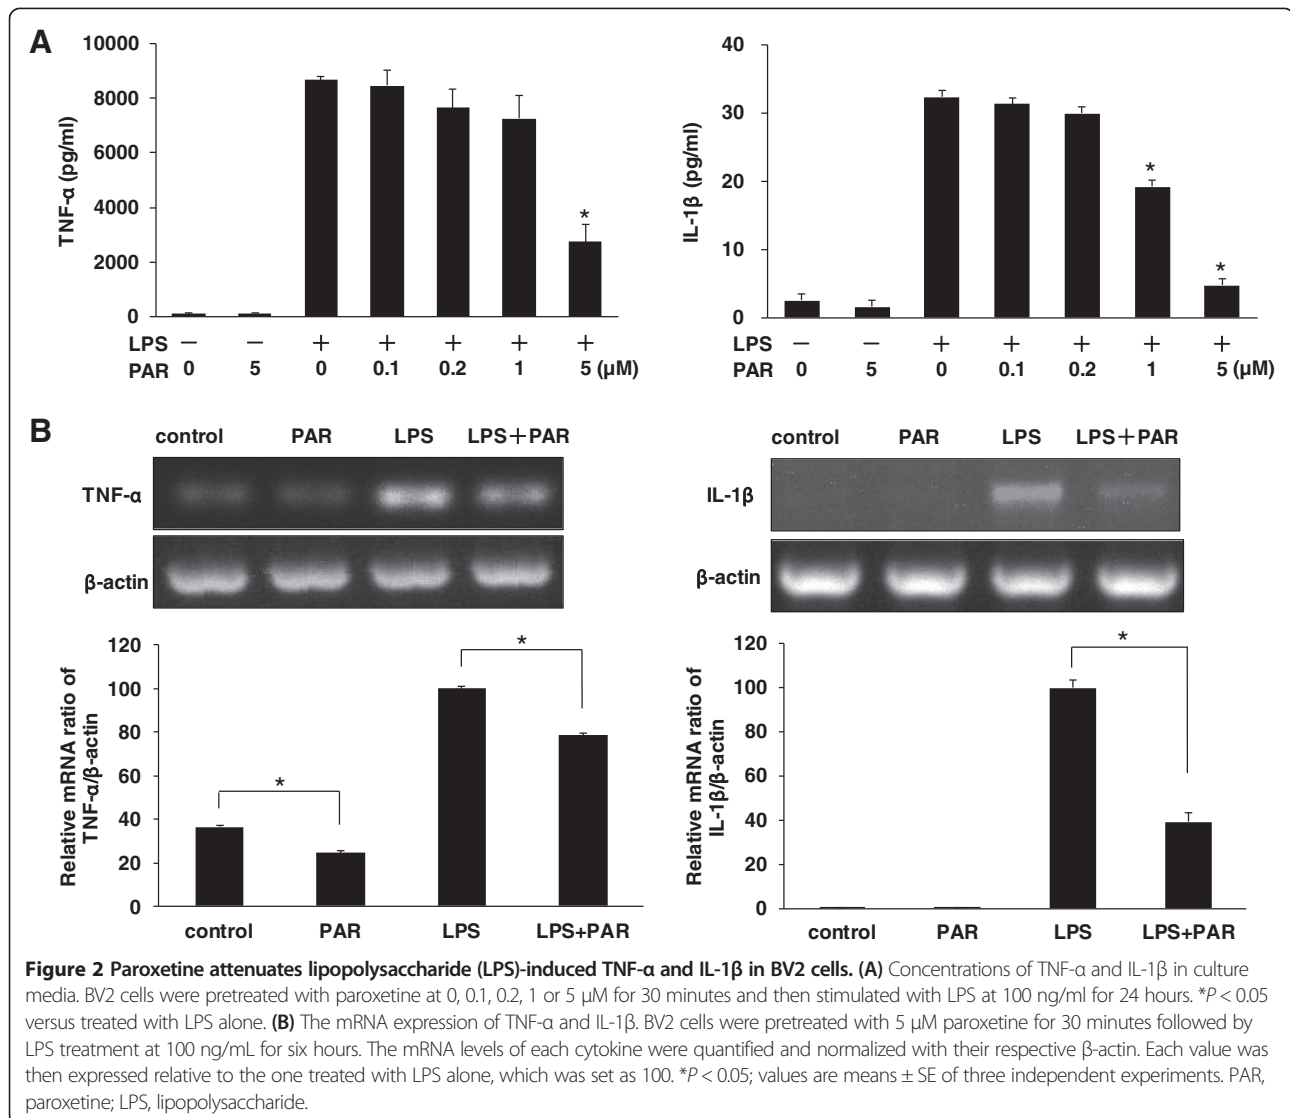 A
10000
8000
6000
4000
2000
0
TNF-α (pg/ml)
*
LPS − − + + + + +
PAR 0 5 0 0.1 0.2 1 5 (μM)
40
30
20
10
0
IL-1β (pg/ml)
*
*
LPS − − + + + + +
PAR 0 5 0 0.1 0.2 1 5 (μM)
B
control PAR LPS LPS+PAR
TNF-α
β-actin
120
100
80
60
40
20
0
Relative mRNA ratio of
TNF-α/β-actin
*
*
control PAR LPS LPS+PAR
control PAR LPS LPS+PAR
IL-1β
β-actin
120
100
80
60
40
20
0
Relative mRNA ratio of
IL-1β/β-actin
*
control PAR LPS LPS+PAR
Figure 2 Paroxetine attenuates lipopolysaccharide (LPS)-induced TNF-α and IL-1β in BV2 cells. (A) Concentrations of TNF-α and IL-1β in culture
media. BV2 cells were pretreated with paroxetine at 0, 0.1, 0.2, 1 or 5 μM for 30 minutes and then stimulated with LPS at 100 ng/ml for 24 hours. *P < 0.05
versus treated with LPS alone. (B) The mRNA expression of TNF-α and IL-1β. BV2 cells were pretreated with 5 μM paroxetine for 30 minutes followed by
LPS treatment at 100 ng/mL for six hours. The mRNA levels of each cytokine were quantified and normalized with their respective β-actin. Each value was
then expressed relative to the one treated with LPS alone, which was set as 100. *P < 0.05; values are means ± SE of three independent experiments. PAR,
paroxetine; LPS, lipopolysaccharide.